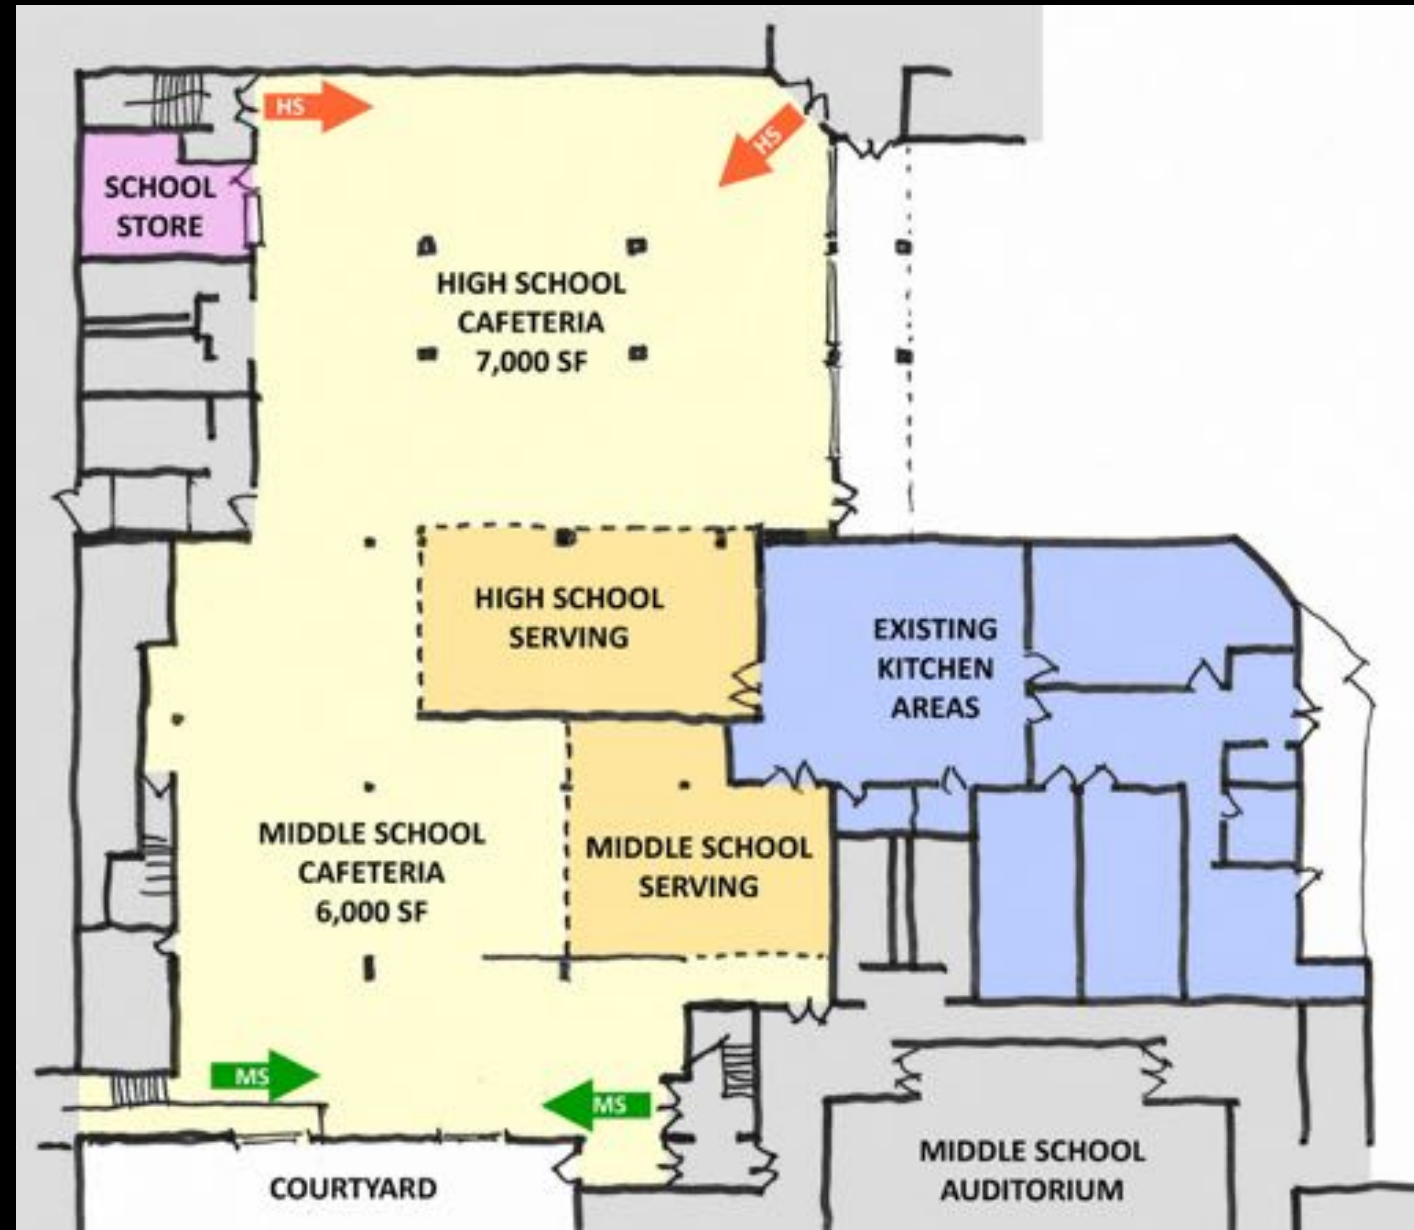 HS
HS
SCHOOL
STORE
HIGH SCHOOL
CAFETERIA
7,000 SF
HIGH SCHOOL
SERVING
EXISTING
KITCHEN
AREAS
MIDDLE SCHOOL
CAFETERIA
6,000 SF
MIDDLE SCHOOL
SERVING
MS
MS
MIDDLE SCHOOL
AUDITORIUM
COURTYARD